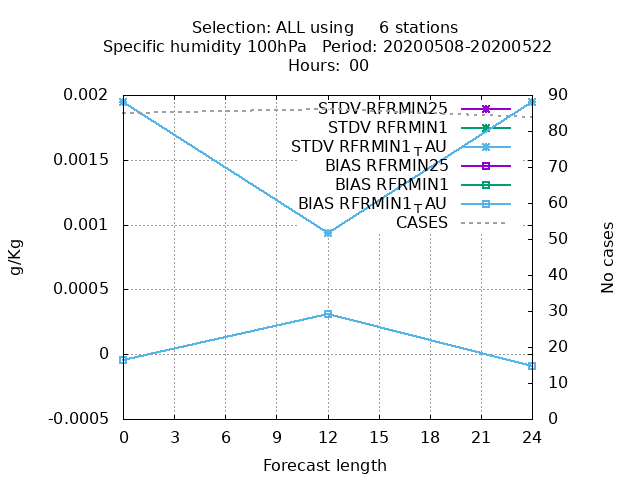 Selection: ALL using     6 stations
Specific humidity 100hPa   Period: 20200508-20200522
Hours: 00
0.002
0.0015
0.001
0.0005
0
-0.0005
g/Kg
STDV RFRMIN25
STDV RFRMIN1
STDV RFRMIN1TAU
BIAS RFRMIN25
BIAS RFRMIN1
BIAS RFRMIN1TAU
CASES
90
80
70
60
50
40
30
20
10
0
No cases
0 3 6 9 12 15 18 21 24
Forecast length